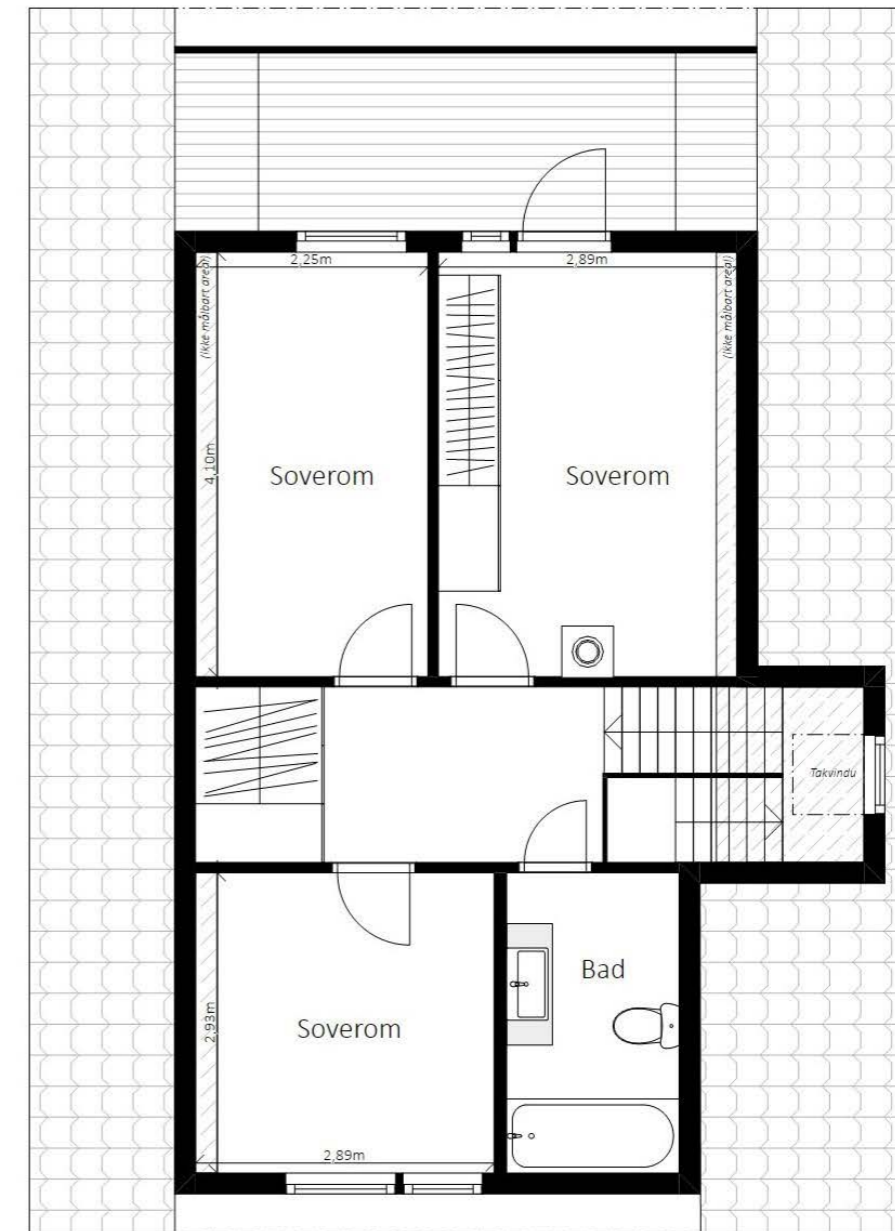 2,25m
2,89m
(Ikke målbart areal)
(Ikke målbart areal)
4,10m
Soverom
Soverom
Takvindu
Bad
2,93m
Soverom
2,89m